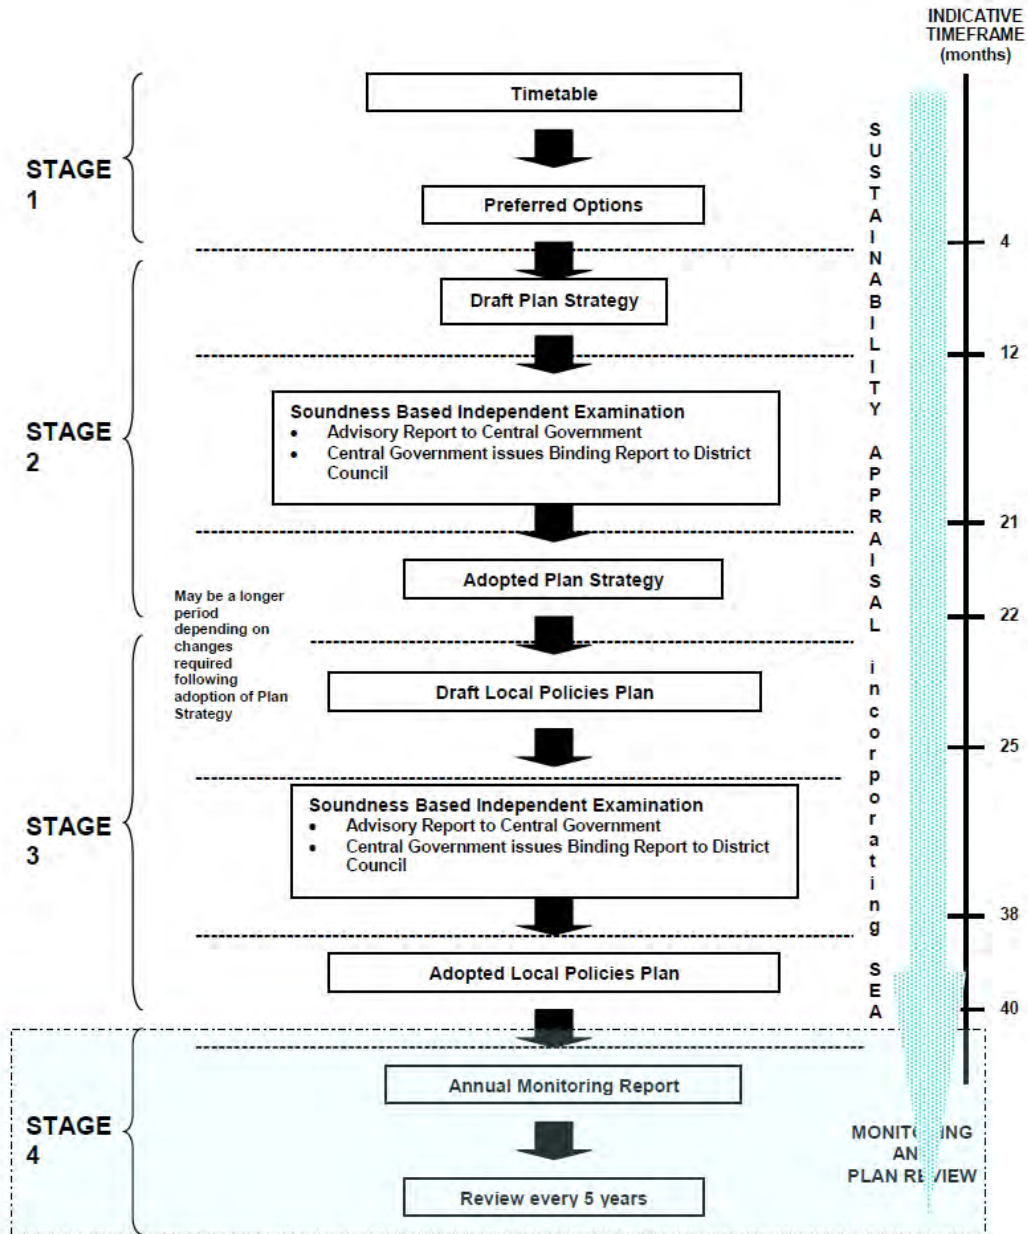 INDICATIVE
TIMEFRAME
(months)
STAGE
1
Timetable
Preferred Options
4
STAGE
2
Draft Plan Strategy
12
Soundness Based Independent Examination
• Advisory Report to Central Government
• Central Government issues Binding Report to District
Council
21
Adopted Plan Strategy
22
May be a longer
period
depending on
changes
required
following
adoption of Plan
Strategy
STAGE
3
Draft Local Policies Plan
25
Soundness Based Independent Examination
• Advisory Report to Central Government
• Central Government issues Binding Report to District
Council
38
Adopted Local Policies Plan
40
SUSTAINABILITY APPRAISAL incorporating SEA
STAGE
4
Annual Monitoring Report
Review every 5 years
MONITORING
AND
PLAN REVIEW